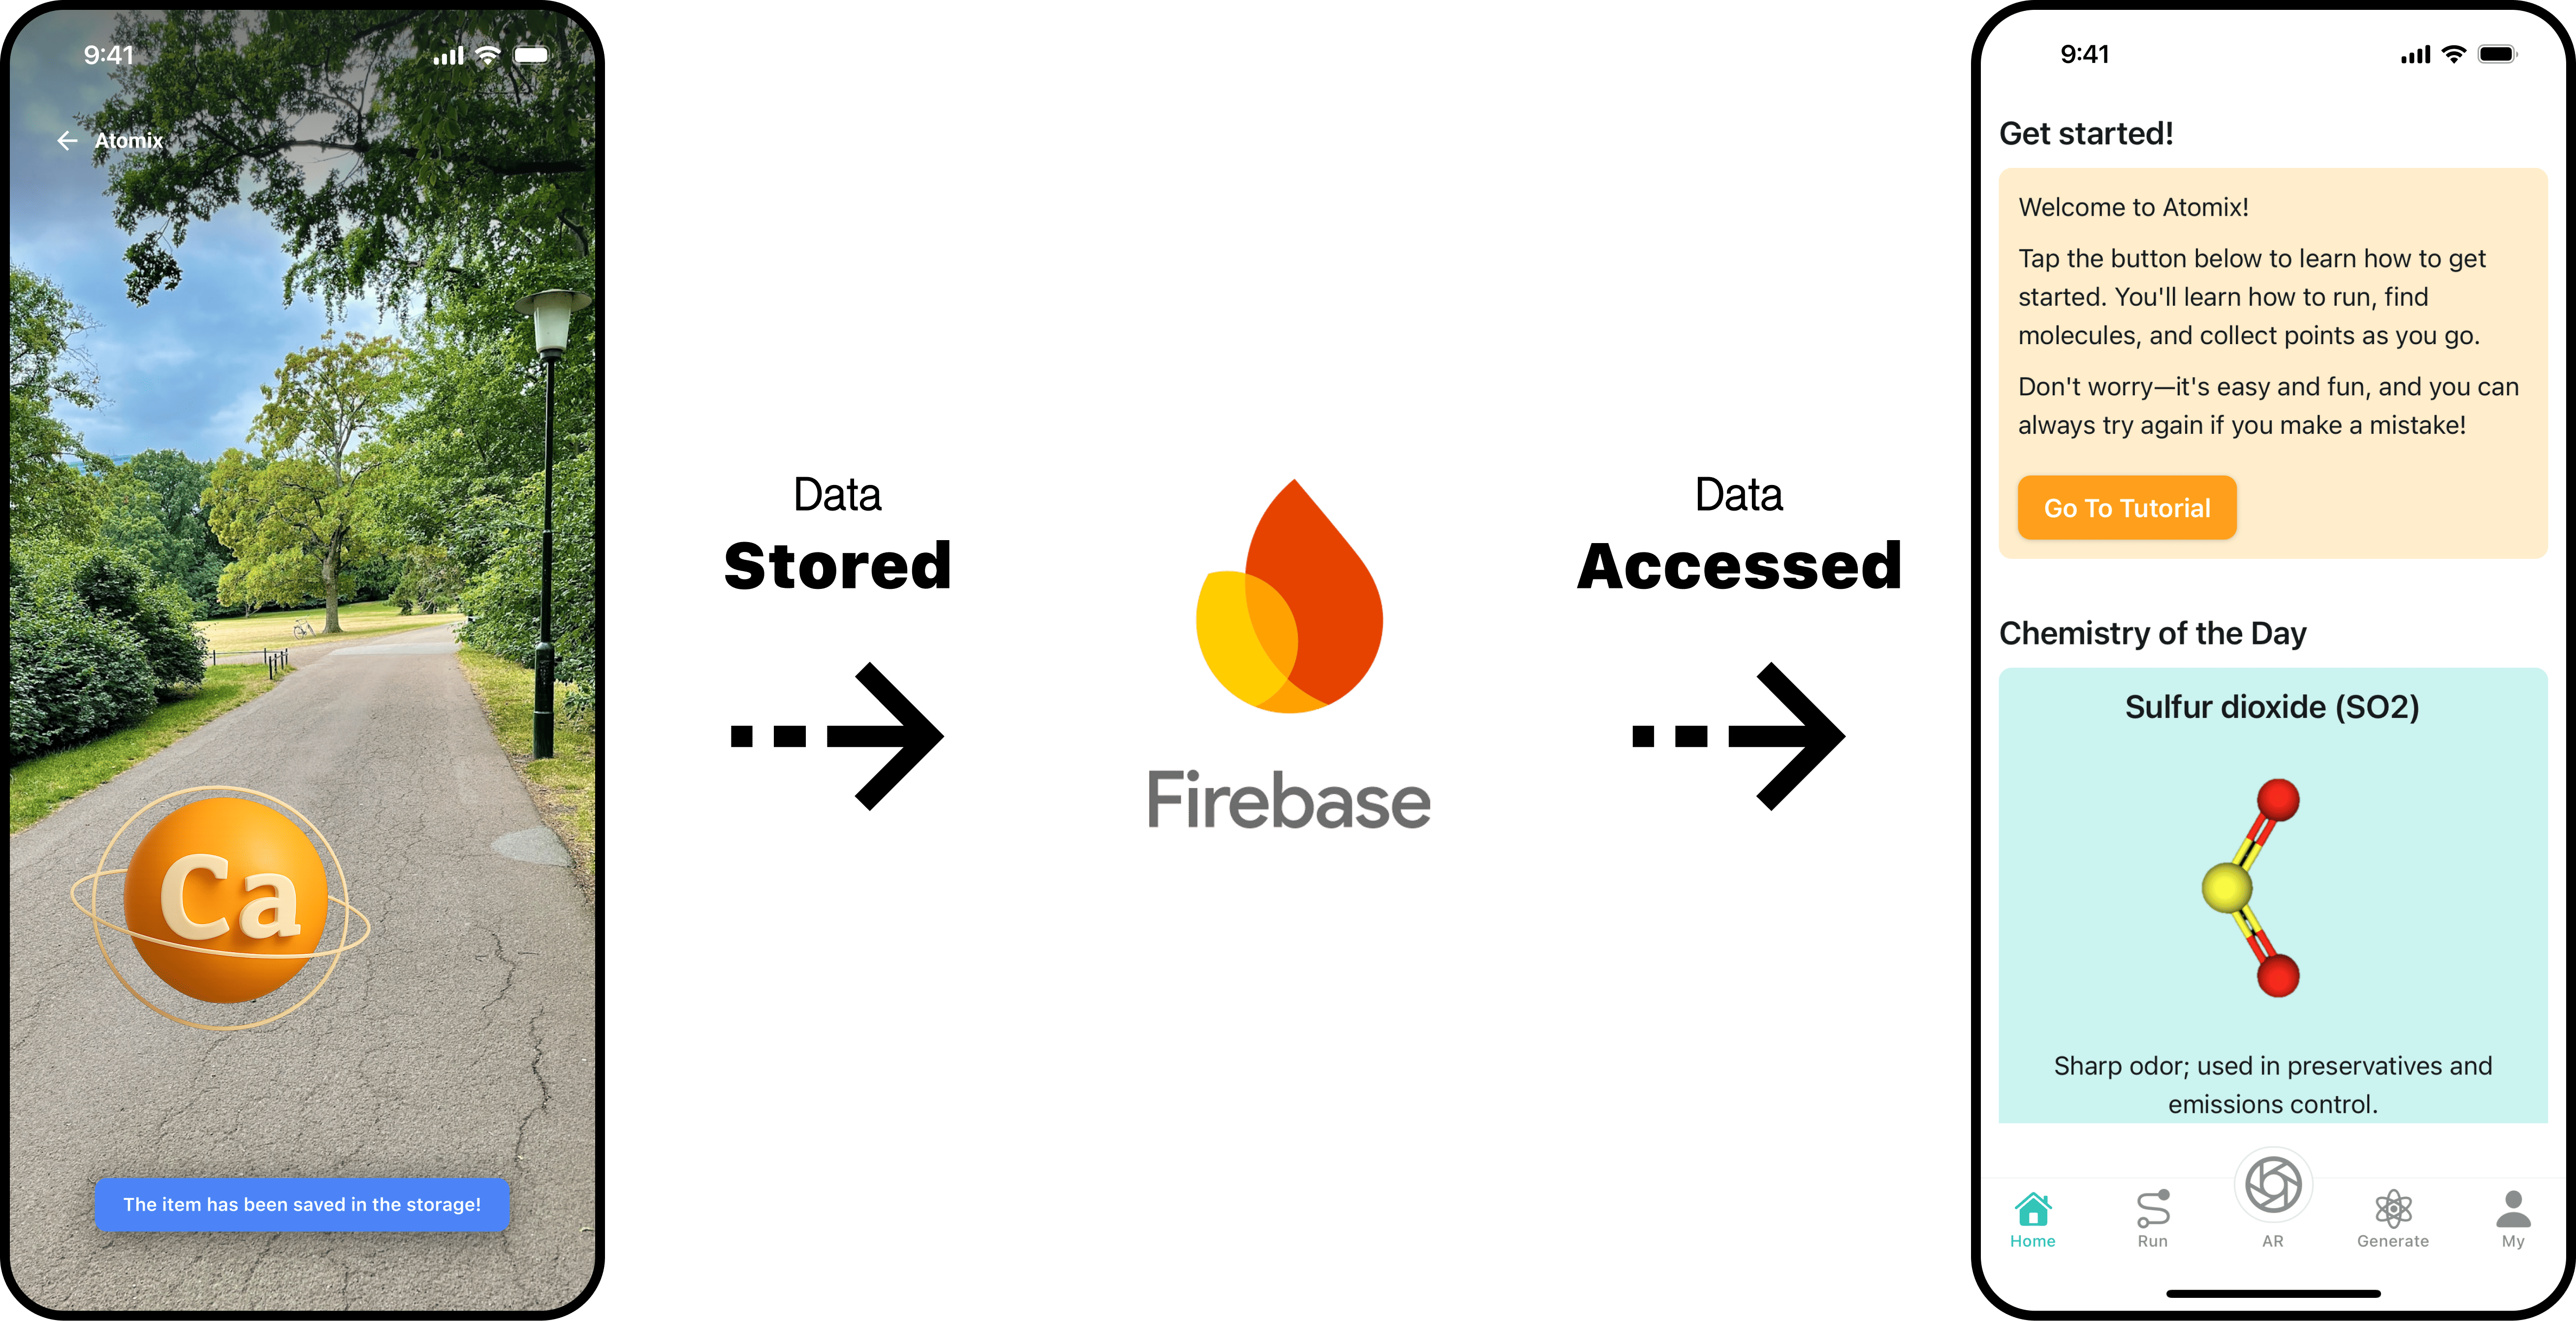 9:41
Atomix
Ca
The item has been saved in the storage!
Data
Stored
Firebase
Data
Accessed
9:41
Get started!
Welcome to Atomix!
Tap the button below to learn how to get
started. You'll learn how to run, find
molecules, and collect points as you go.
Don't worry—it's easy and fun, and you can
always try again if you make a mistake!
Go To Tutorial
Chemistry of the Day
Sulfur dioxide (SO2)
Sharp odor; used in preservatives and
emissions control.
Home
Run
AR
Generate
My